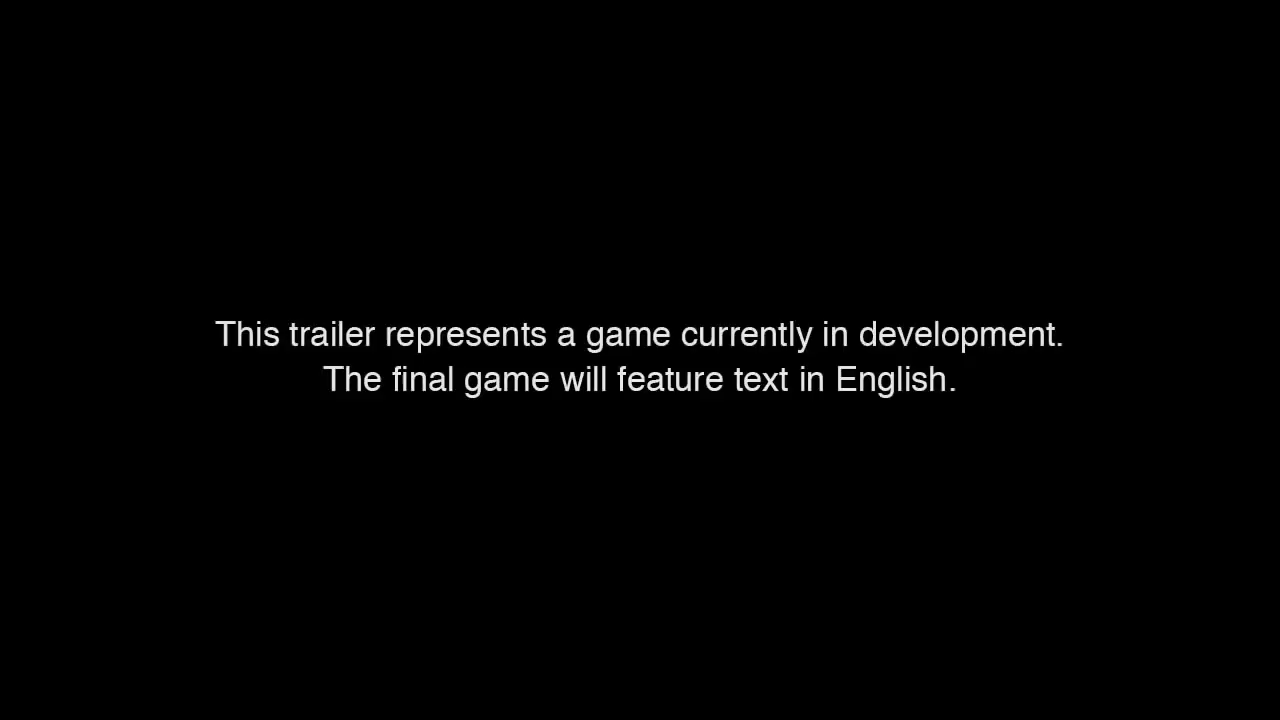 This trailer represents a game currently in development.
The final game will feature text in English.